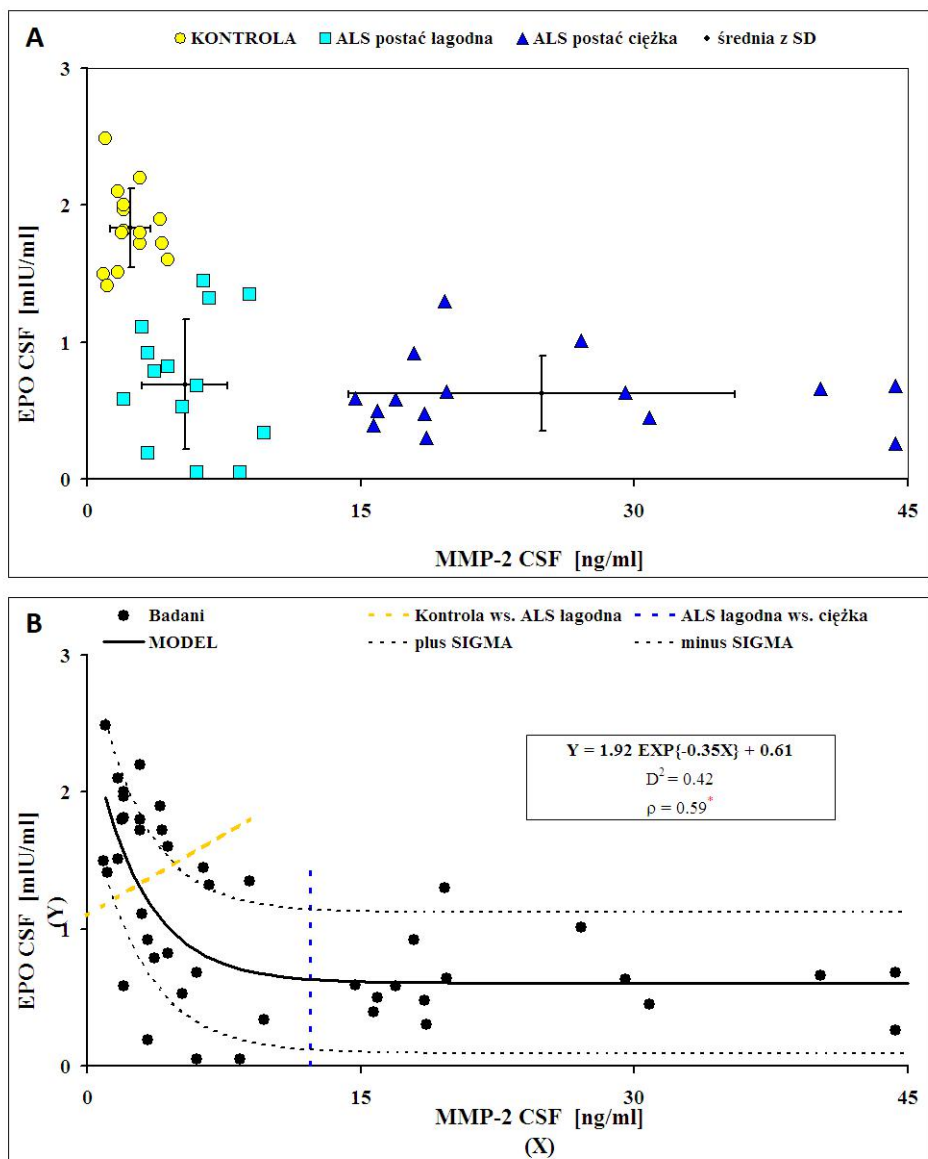 A
KONTROLA ALS postać łagodna ALS postać ciężka średnia z SD
3
2
1
0
EPO CSF [mIU/ml]
0 15 30 45
MMP-2 CSF [ng/ml]
B
Badani Kontrola ws. ALS łagodna ALS łagodna ws. ciężka
MODEL plus SIGMA minus SIGMA
3
2
1
0
EPO CSF [mIU/ml]
(Y)
Y = 1.92 EXP{-0.35X} + 0.61
D² = 0.42
ρ = 0.59*
0 15 30 45
MMP-2 CSF [ng/ml]
(X)